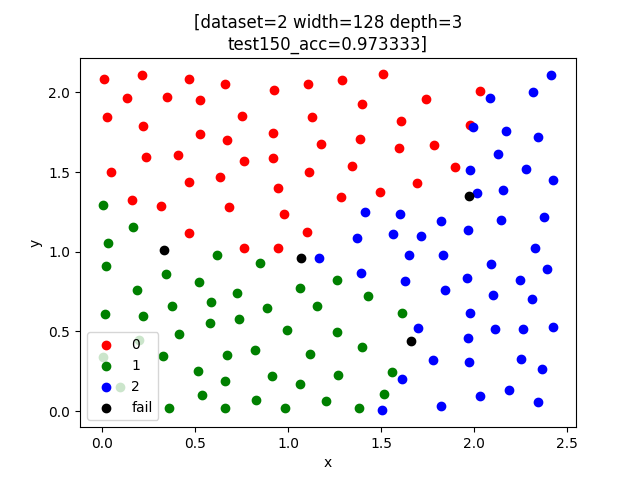 [dataset=2 width=128 depth=3
test150_acc=0.973333]
y
2.0
1.5
1.0
0.5
0.0
0
1
2
fail
0.0 0.5 1.0 1.5 2.0 2.5
x